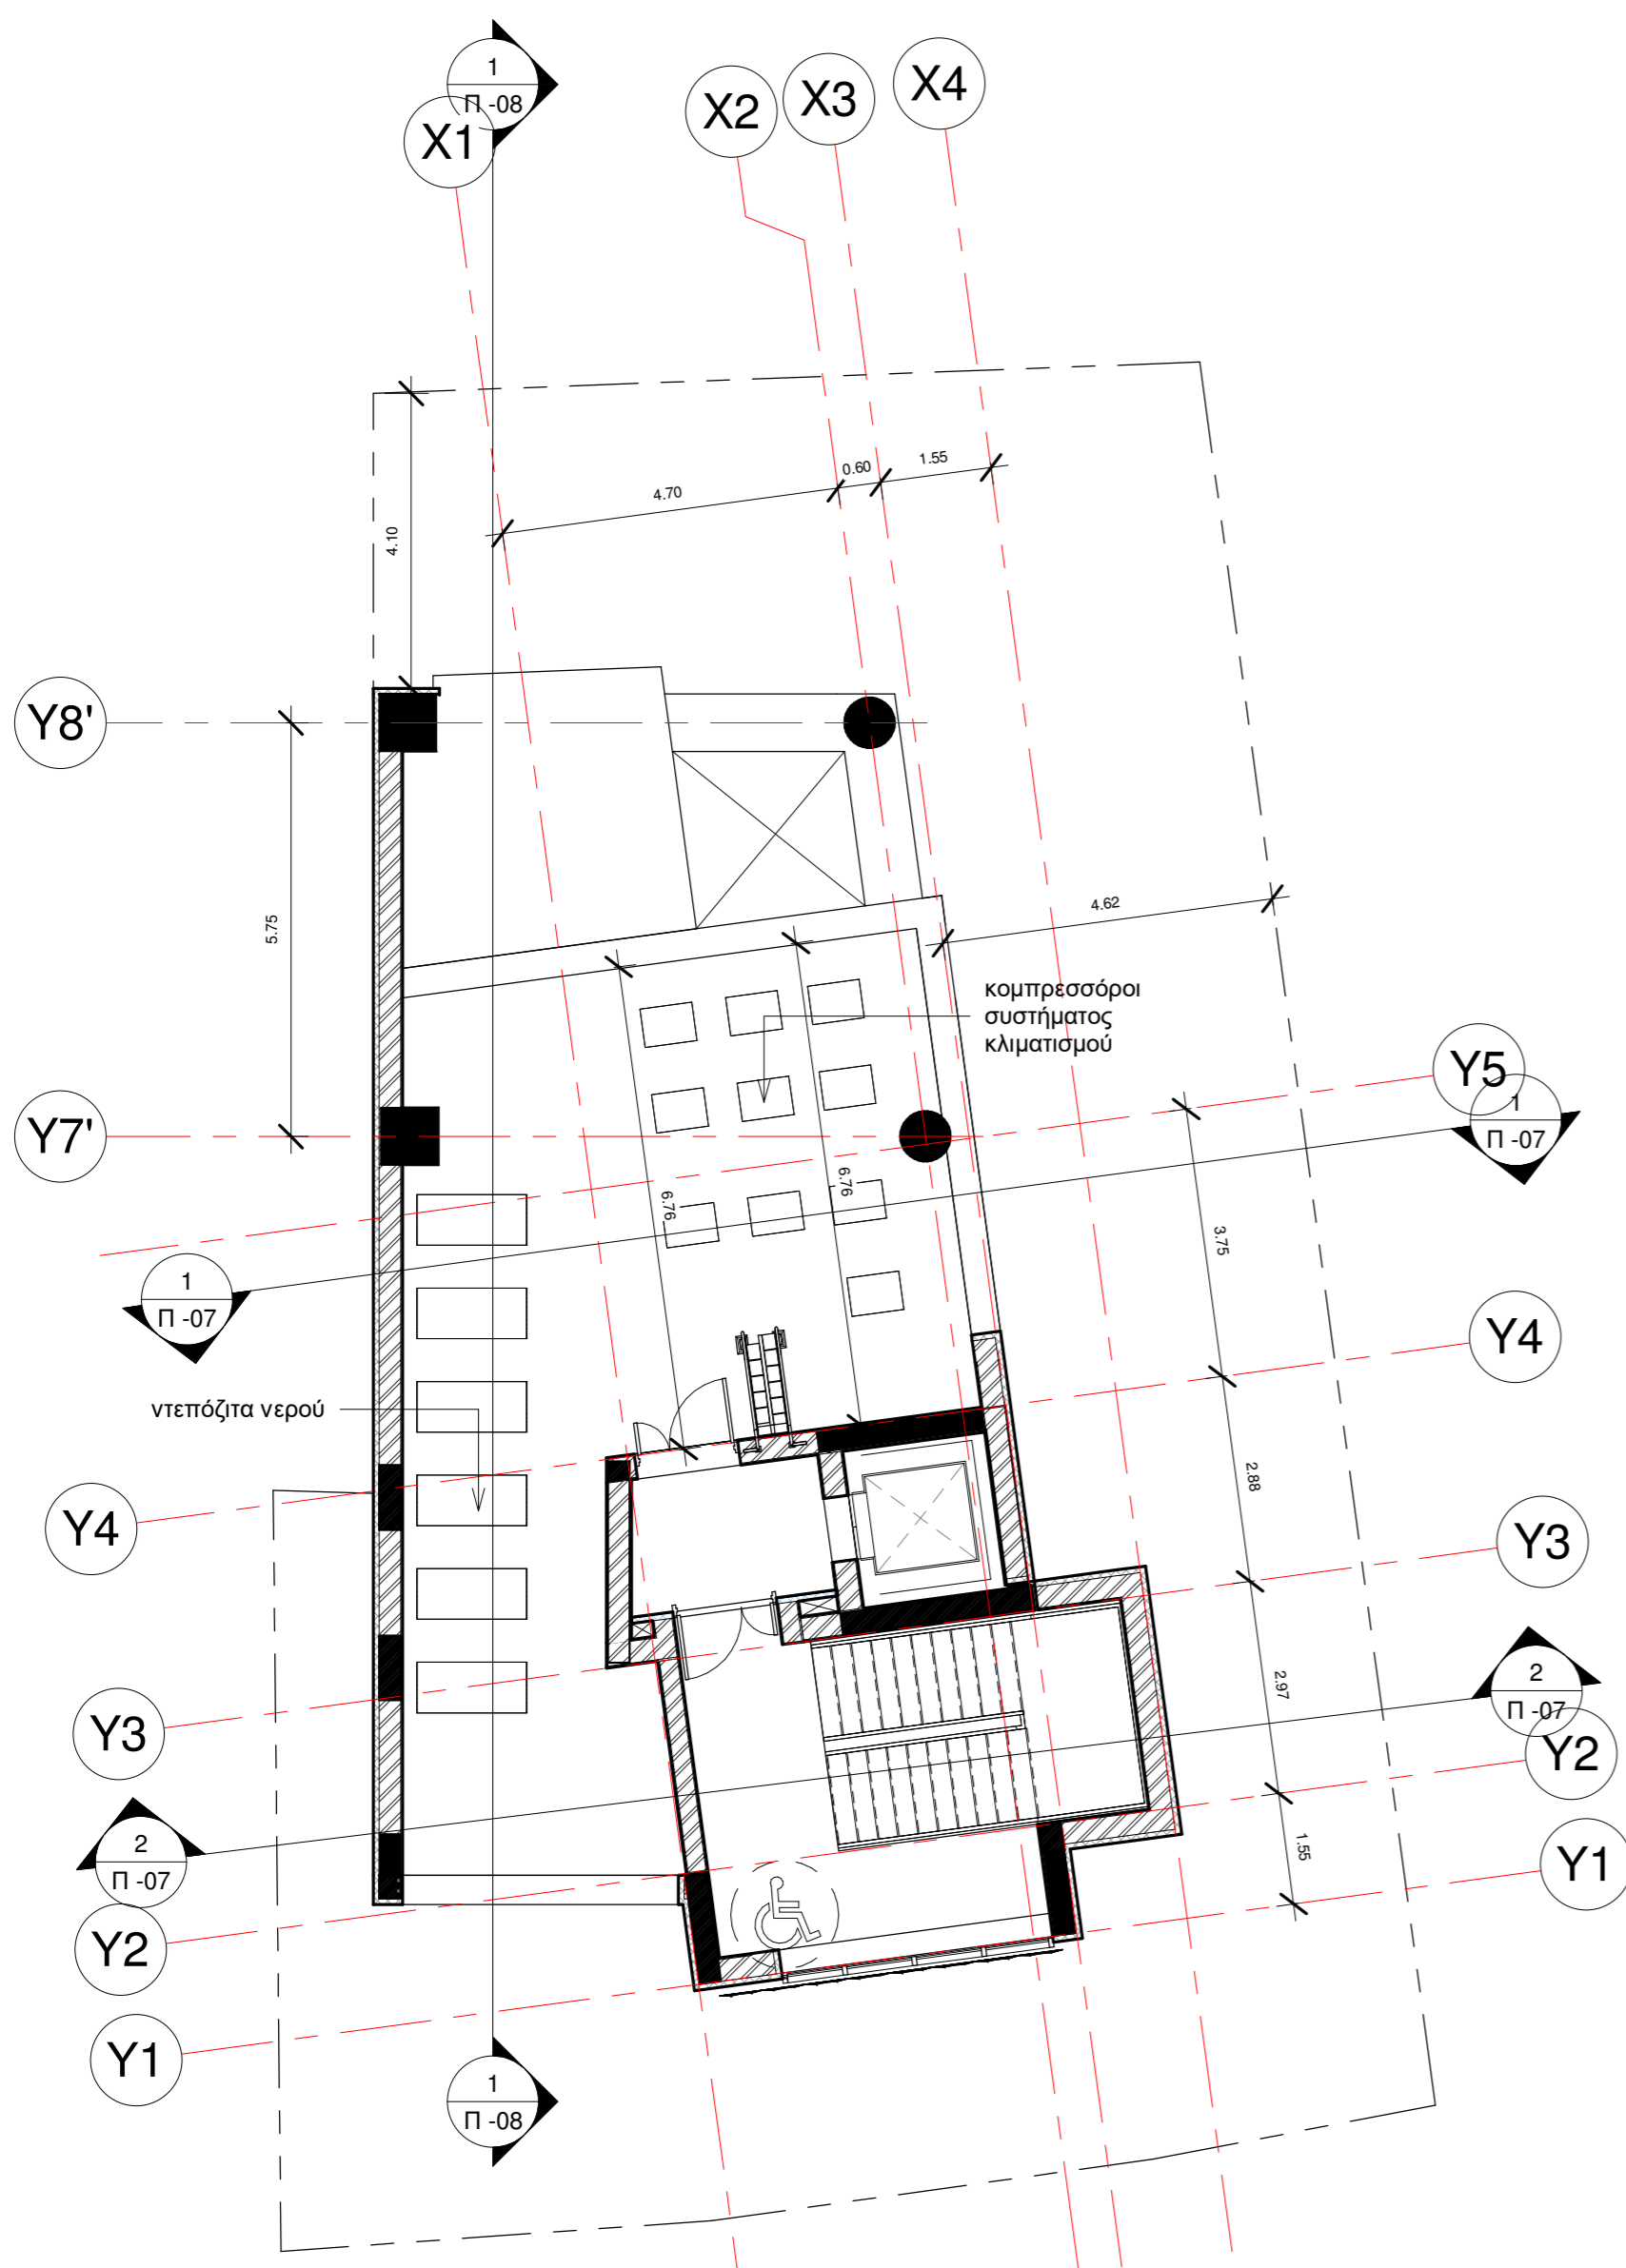 1
Π -08
X1
X2
X3
X4
4.70
0.60
1.55
4.10
Y8'
5.75
4.62
κομπρεσσόροι
συστήματος
κλιματισμού
Y5
1
Π -07
Y7'
6.76
6.76
3.75
1
Π -07
Y4
ντεπόζιτα νερού
2.88
Y4
Y3
2.97
2
Π -07
Y3
Y2
1.55
2
Π -07
Y1
Y2
Y1
1
Π -08